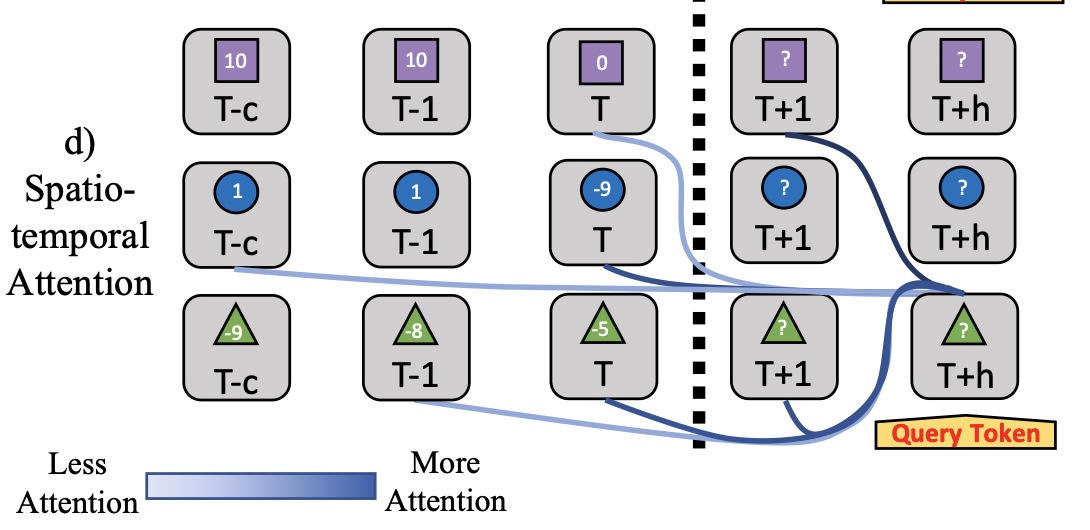 10 10 0 ? ?
T-c T-1 T T+1 T+h
d)
Spatio-
temporal
Attention
1 1 -9 ? ?
T-c T-1 T T+1 T+h
-9 -8 -5 ? ?
T-c T-1 T T+1 T+h
Query Token
Less
Attention
More
Attention